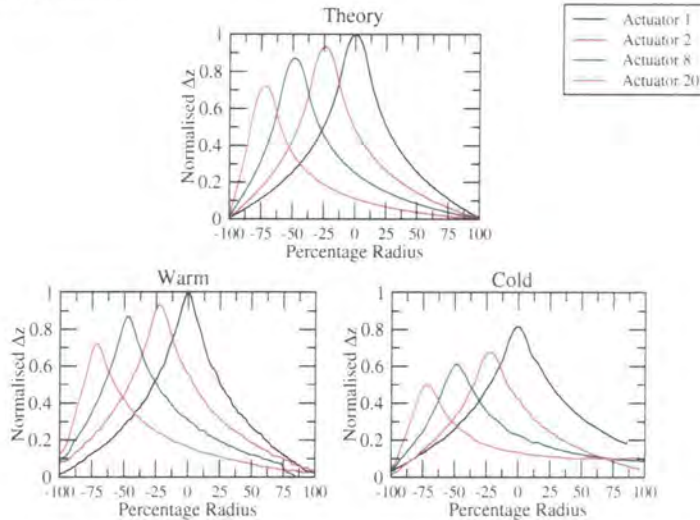 Theory
Actuator 1
Actuator 2
Actuator 8
Actuator 20
Normalised Δz
1
0.8
0.6
0.4
0.2
0
-100 -75 -50 -25 0 25 50 75 100
Percentage Radius
Warm
Normalised Δz
1
0.8
0.6
0.4
0.2
0
-100 -75 -50 -25 0 25 50 75 100
Percentage Radius
Cold
Normalised Δz
1
0.8
0.6
0.4
0.2
0
-100 -75 -50 -25 0 25 50 75 100
Percentage Radius